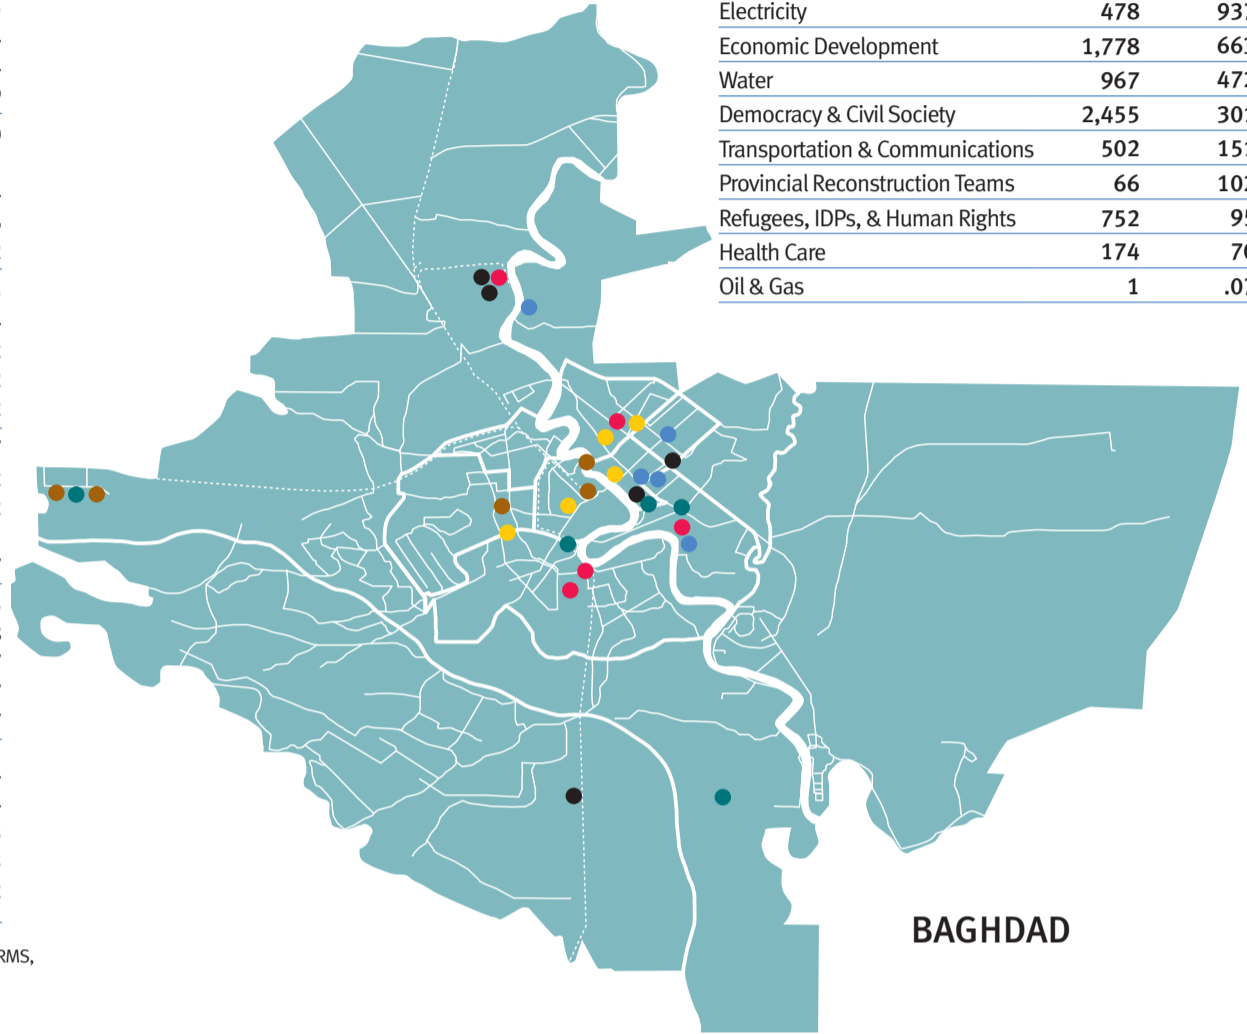 Electricity 478
Economic Development 1,778
Water 967
Democracy & Civil Society 2,455
Transportation & Communications 502
Provincial Reconstruction Teams 66
Refugees, IDPs, & Human Rights 752
Health Care 174
Oil & Gas 1
BAGHDAD
RMS,